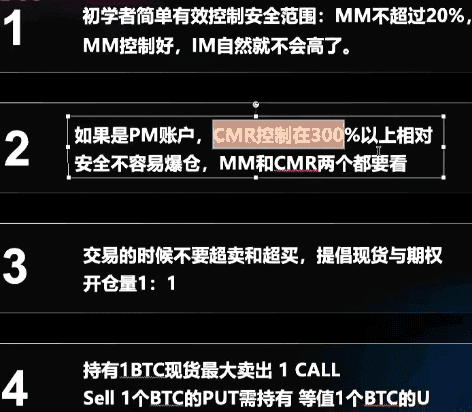 1
初学者简单有效控制安全范围：MM不超过20%，
MM控制好，IM自然就不会高了。
2
如果是PM账户，CMR控制在300%以上相对
安全不容易爆仓，MM和CMR两个都要看
3
交易的时候不要超卖和超买，提倡现货与期权
开仓量1：1
4
持有1BTC现货最大卖出 1 CALL
Sell 1个BTC的PUT需持有 等值1个BTC的U